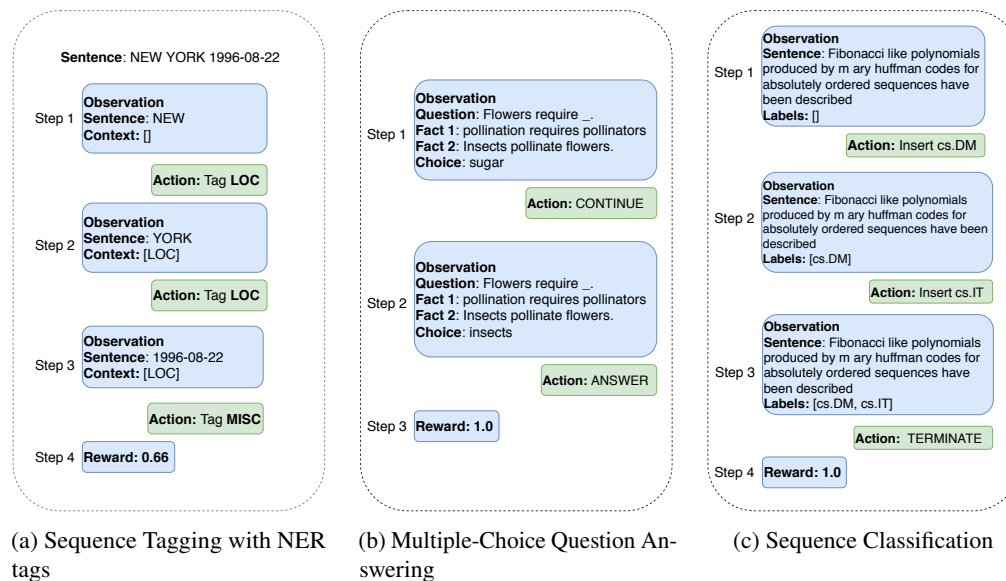 Sentence: NEW YORK 1996-08-22
Step 1
Observation
Sentence: NEW
Context: []
Action: Tag LOC
Step 2
Observation
Sentence: YORK
Context: [LOC]
Action: Tag LOC
Step 3
Observation
Sentence: 1996-08-22
Context: [LOC]
Action: Tag MISC
Step 4
Reward: 0.66
(a) Sequence Tagging with NER
tags
Step 1
Observation
Question: Flowers require _.
Fact 1: pollination requires pollinators
Fact 2: Insects pollinate flowers.
Choice: sugar
Action: CONTINUE
Step 2
Observation
Question: Flowers require _.
Fact 1: pollination requires pollinators
Fact 2: Insects pollinate flowers.
Choice: insects
Action: ANSWER
Step 3
Reward: 1.0
(b) Multiple-Choice Question An-
swering
Step 1
Observation
Sentence: Fibonacci like polynomials
produced by m ary huffman codes for
absolutely ordered sequences have
been described
Labels: []
Action: Insert cs.DM
Step 2
Observation
Sentence: Fibonacci like polynomials
produced by m ary huffman codes for
absolutely ordered sequences have been
described
Labels: [cs.DM]
Action: Insert cs.IT
Step 3
Observation
Sentence: Fibonacci like polynomials
produced by m ary huffman codes for
absolutely ordered sequences have
been described
Labels: [cs.DM, cs.IT]
Action: TERMINATE
Step 4
Reward: 1.0
(c) Sequence Classification